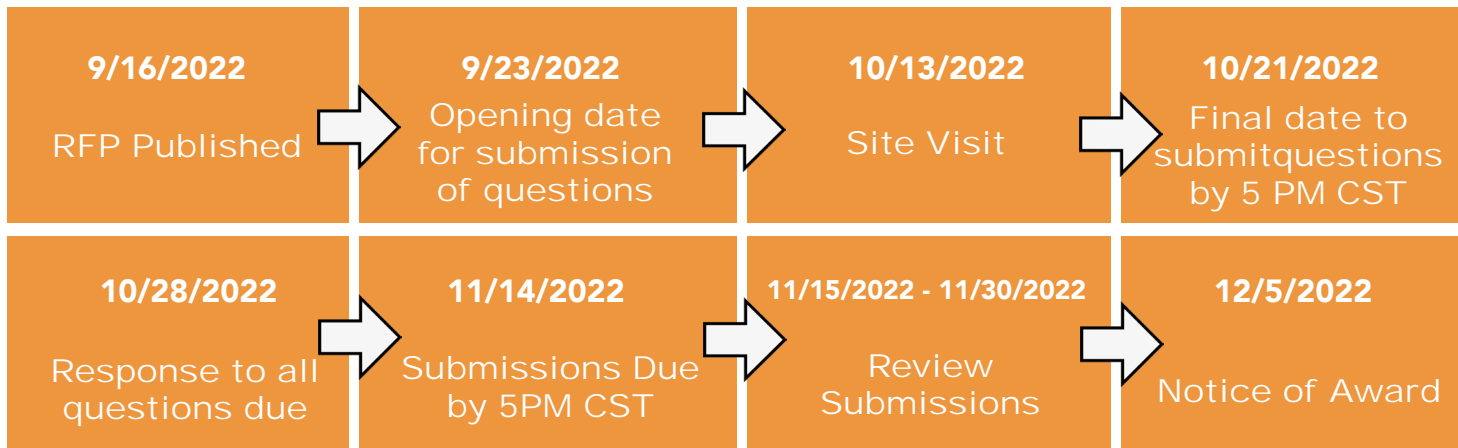 9/16/2022
RFP Published
9/23/2022
Opening date
for submission
of questions
10/13/2022
Site Visit
10/21/2022
Final date to
submitquestions
by 5 PM CST
10/28/2022
Response to all
questions due
11/14/2022
Submissions Due
by 5PM CST
11/15/2022 - 11/30/2022
Review
Submissions
12/5/2022
Notice of Award